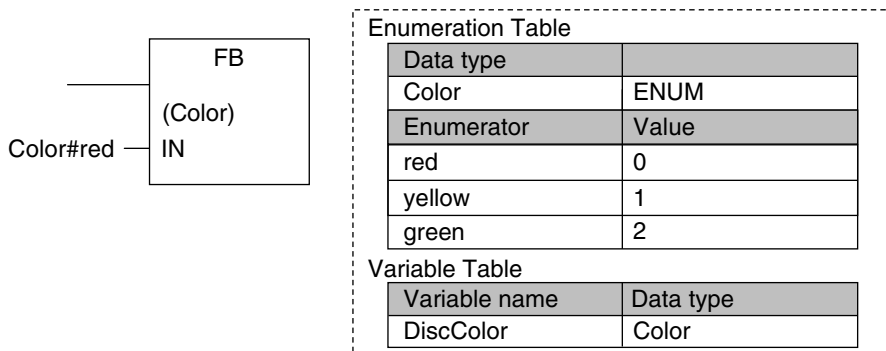 FB
(Color)
Color#red IN
Enumeration Table
Data type
Color ENUM
Enumerator Value
red 0
yellow 1
green 2
Variable Table
Variable name Data type
DiscColor Color